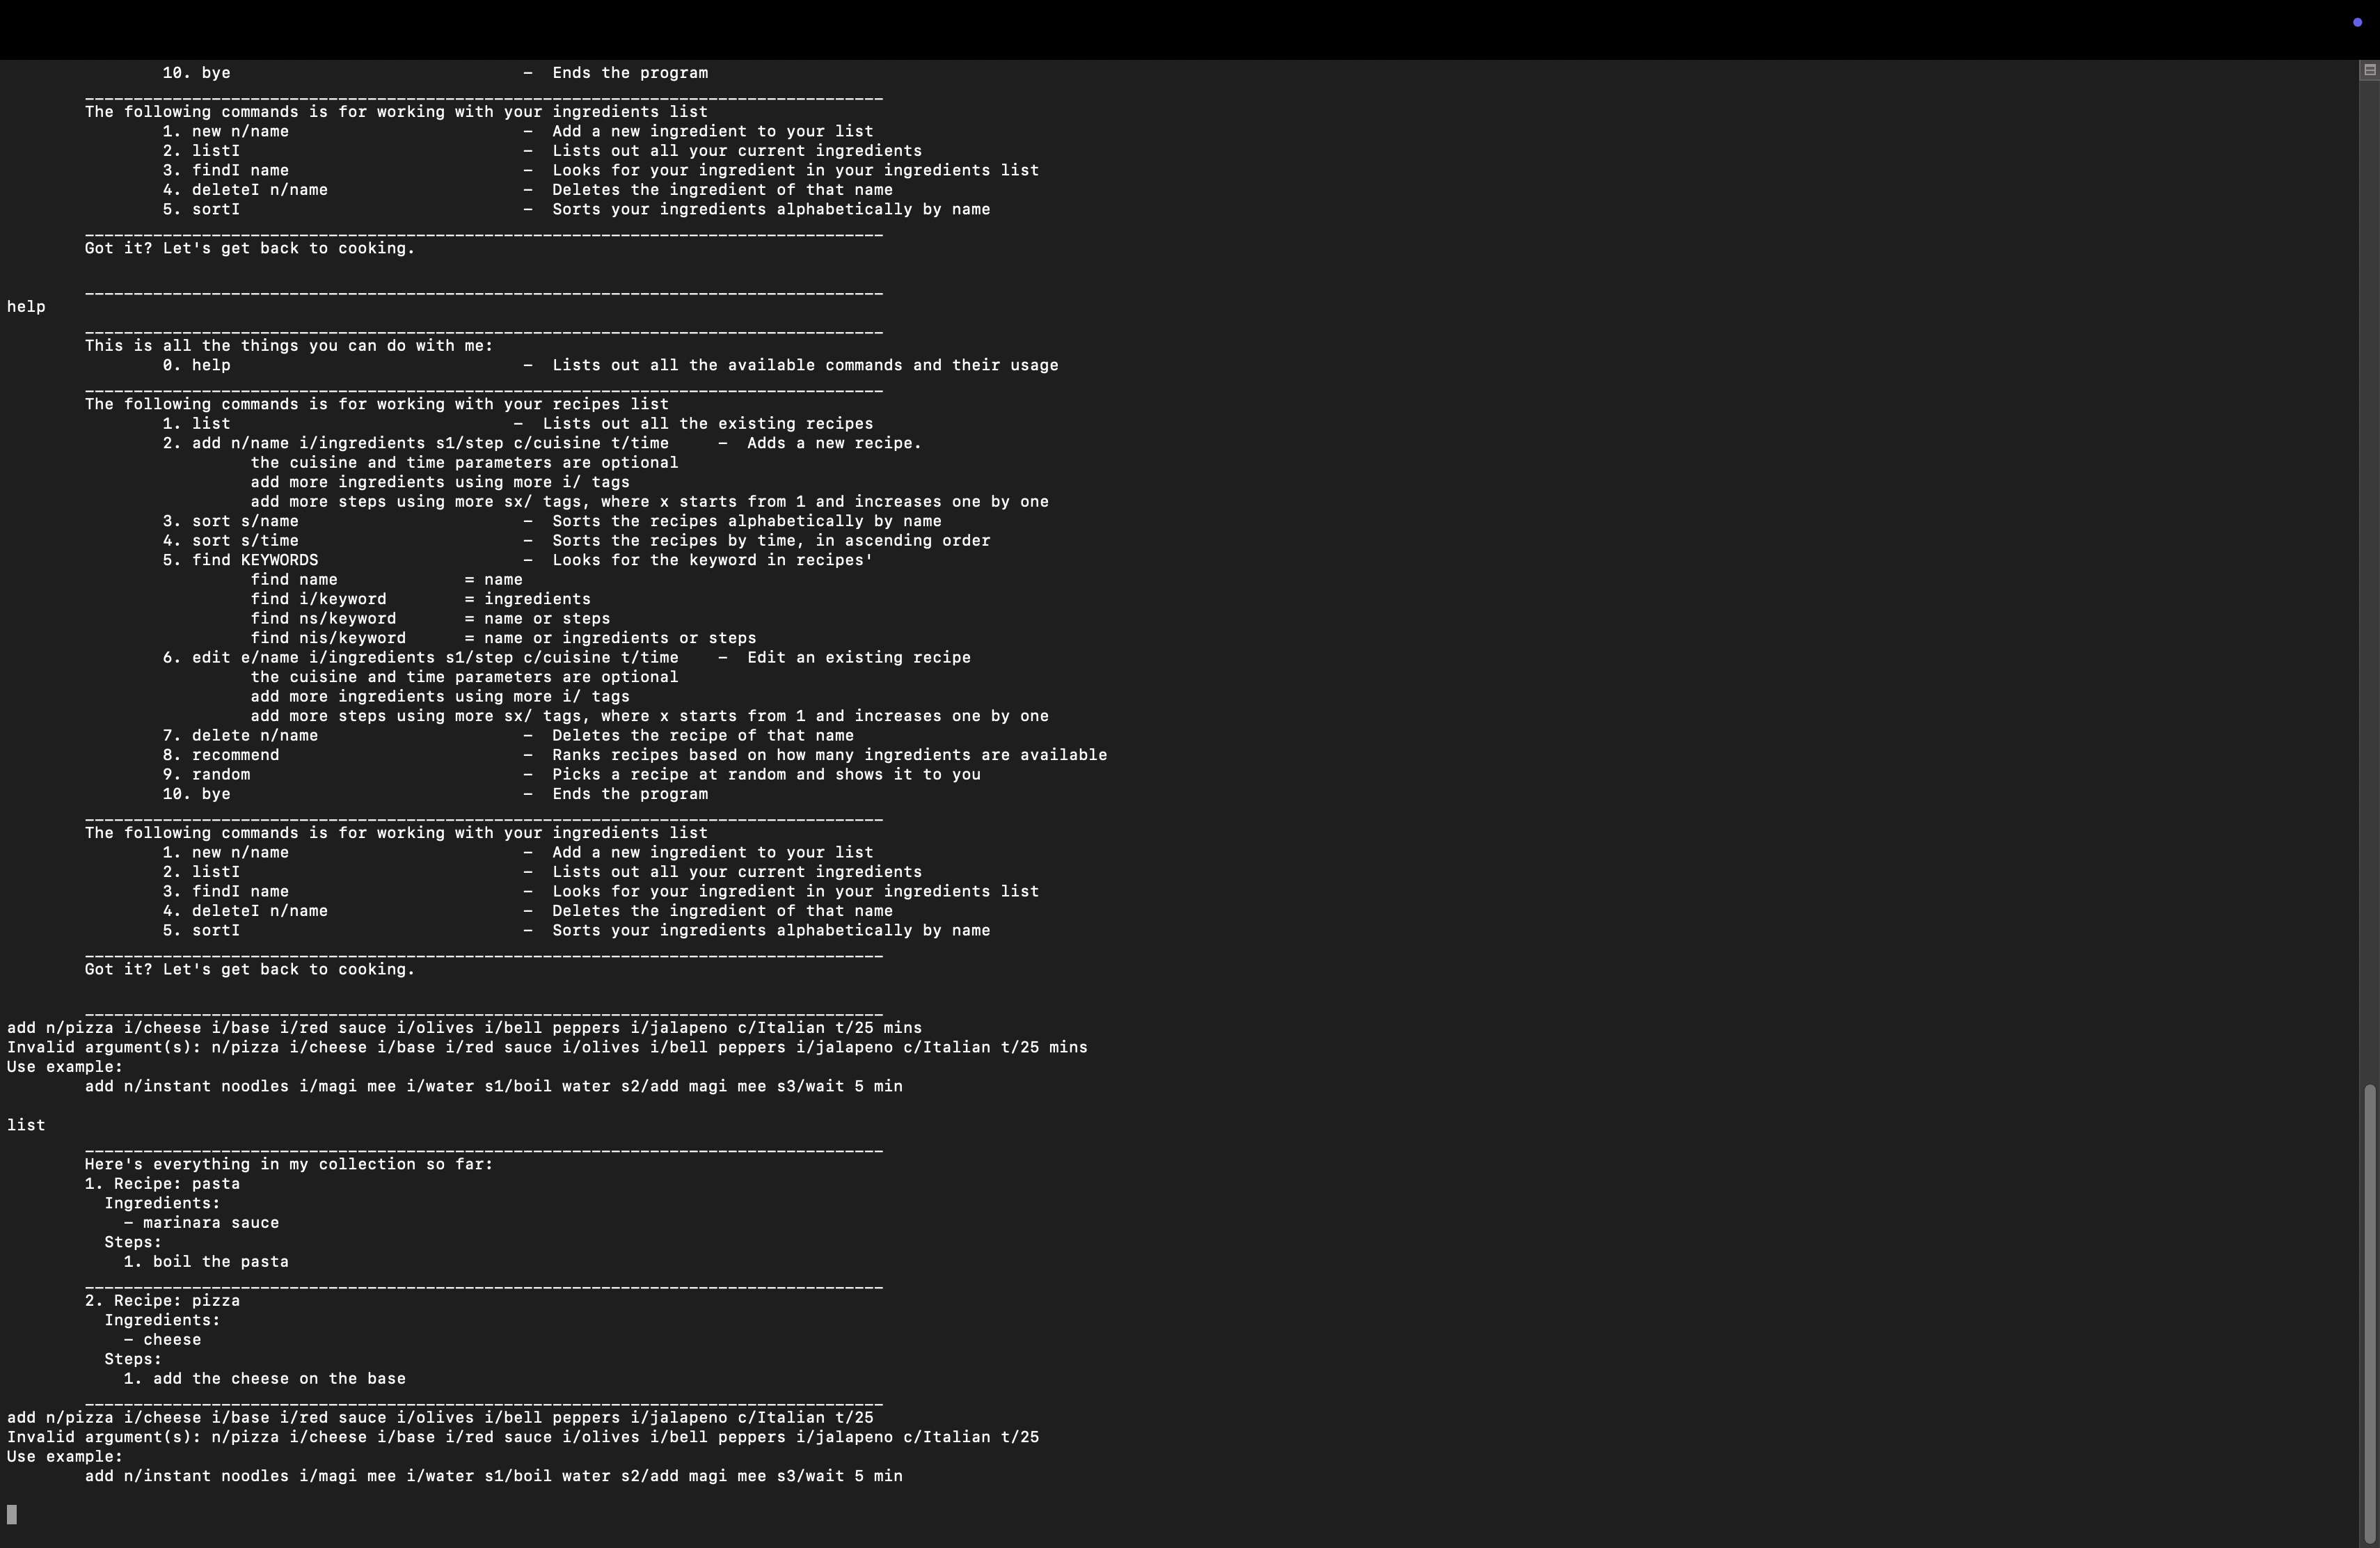 10. bye - Ends the program
__________________________________________________________________________________
The following commands is for working with your ingredients list
1. new n/name - Add a new ingredient to your list
2. listI - Lists out all your current ingredients
3. findI name - Looks for your ingredient in your ingredients list
4. deleteI n/name - Deletes the ingredient of that name
5. sortI - Sorts your ingredients alphabetically by name
__________________________________________________________________________________
Got it? Let's get back to cooking.
__________________________________________________________________________________
help
__________________________________________________________________________________
This is all the things you can do with me:
0. help - Lists out all the available commands and their usage
__________________________________________________________________________________
The following commands is for working with your recipes list
1. list - Lists out all the existing recipes
2. add n/name i/ingredients s1/step c/cuisine t/time - Adds a new recipe.
the cuisine and time parameters are optional
add more ingredients using more i/ tags
add more steps using more sx/ tags, where x starts from 1 and increases one by one
3. sort s/name - Sorts the recipes alphabetically by name
4. sort s/time - Sorts the recipes by time, in ascending order
5. find KEYWORDS - Looks for the keyword in recipes'
find name = name
find i/keyword = ingredients
find ns/keyword = name or steps
find nis/keyword = name or ingredients or steps
6. edit e/name i/ingredients s1/step c/cuisine t/time - Edit an existing recipe
the cuisine and time parameters are optional
add more ingredients using more i/ tags
add more steps using more sx/ tags, where x starts from 1 and increases one by one
7. delete n/name - Deletes the recipe of that name
8. recommend - Ranks recipes based on how many ingredients are available
9. random - Picks a recipe at random and shows it to you
10. bye - Ends the program
__________________________________________________________________________________
The following commands is for working with your ingredients list
1. new n/name - Add a new ingredient to your list
2. listI - Lists out all your current ingredients
3. findI name - Looks for your ingredient in your ingredients list
4. deleteI n/name - Deletes the ingredient of that name
5. sortI - Sorts your ingredients alphabetically by name
__________________________________________________________________________________
Got it? Let's get back to cooking.
__________________________________________________________________________________
add n/pizza i/cheese i/base i/red sauce i/olives i/bell peppers i/jalapeno c/Italian t/25 mins
Invalid argument(s): n/pizza i/cheese i/base i/red sauce i/olives i/bell peppers i/jalapeno c/Italian t/25 mins
Use example:
add n/instant noodles i/magi mee i/water s1/boil water s2/add magi mee s3/wait 5 min
list
__________________________________________________________________________________
Here's everything in my collection so far:
1. Recipe: pasta
Ingredients:
- marinara sauce
Steps:
1. boil the pasta
__________________________________________________________________________________
2. Recipe: pizza
Ingredients:
- cheese
Steps:
1. add the cheese on the base
__________________________________________________________________________________
add n/pizza i/cheese i/base i/red sauce i/olives i/bell peppers i/jalapeno c/Italian t/25
Invalid argument(s): n/pizza i/cheese i/base i/red sauce i/olives i/bell peppers i/jalapeno c/Italian t/25
Use example:
add n/instant noodles i/magi mee i/water s1/boil water s2/add magi mee s3/wait 5 min